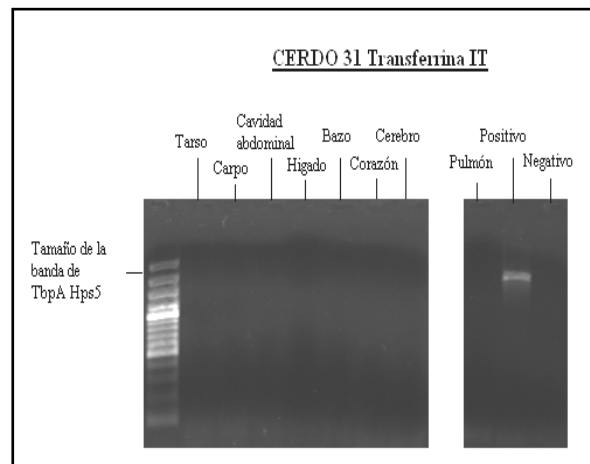 CERDO 31 Transferrina IT
Tarso
Carpo
Cavidad
abdominal
Higado
Bazo
Corazón
Cerebro
Pulmón
Positivo
Negativo
Tamaño de la
banda de
TbpA Hps5